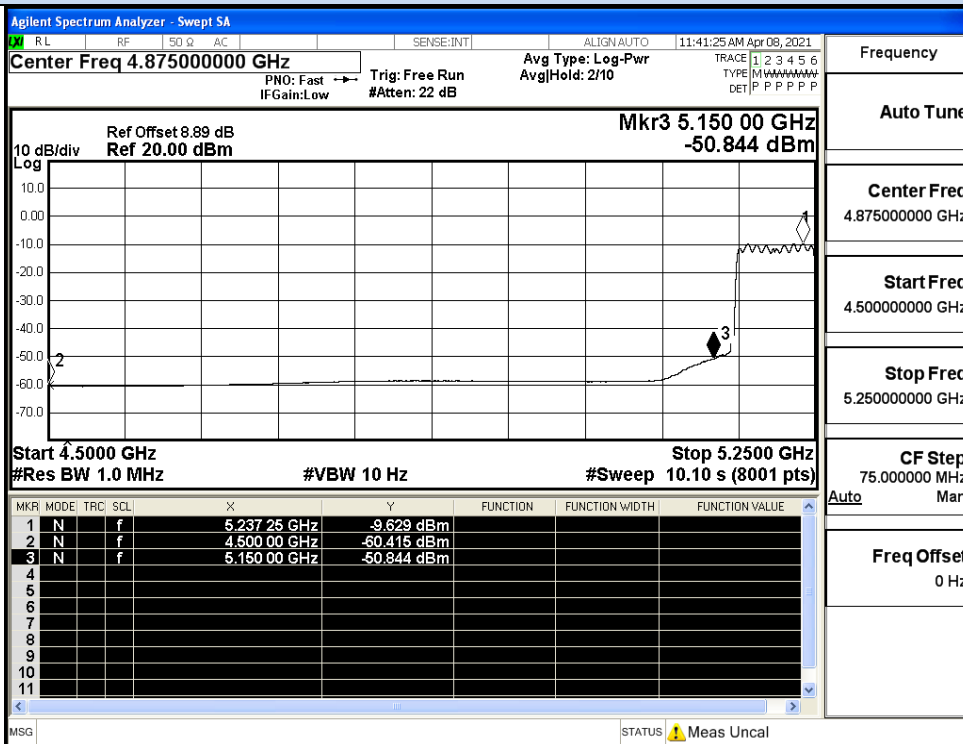 Agilent Spectrum Analyzer - Swept SA
LXI RL RF 50 Ω AC SENSE:INT ALIGN AUTO 11:41:25 AM Apr 08, 2021
Center Freq 4.875000000 GHz
PNO: Fast
IFGain:Low
Trig: Free Run
#Atten: 22 dB
Avg Type: Log-Pwr
Avg|Hold: 2/10
TRACE 1 2 3 4 5 6
TYPE M WWWWW
DET P P P P P P
Ref Offset 8.89 dB
Ref 20.00 dBm
10 dB/div
Log
Mkr3 5.150 00 GHz
-50.844 dBm
10.0
0.00
-10.0
-20.0
-30.0
-40.0
-50.0
-60.0
-70.0
1
2
3
Start 4.5000 GHz Stop 5.2500 GHz
#Res BW 1.0 MHz #VBW 10 Hz #Sweep 10.10 s (8001 pts)
MKR MODE TRC SCL X Y FUNCTION FUNCTION WIDTH FUNCTION VALUE
1 N f 5.237 25 GHz -9.629 dBm
2 N f 4.500 00 GHz -60.415 dBm
3 N f 5.150 00 GHz -50.844 dBm
4
5
6
7
8
9
10
11
MSG STATUS Meas Uncal
Frequency
Auto Tune
Center Freq
4.875000000 GHz
Start Freq
4.500000000 GHz
Stop Freq
5.250000000 GHz
CF Step
75.000000 MHz
Auto Man
Freq Offset
0 Hz